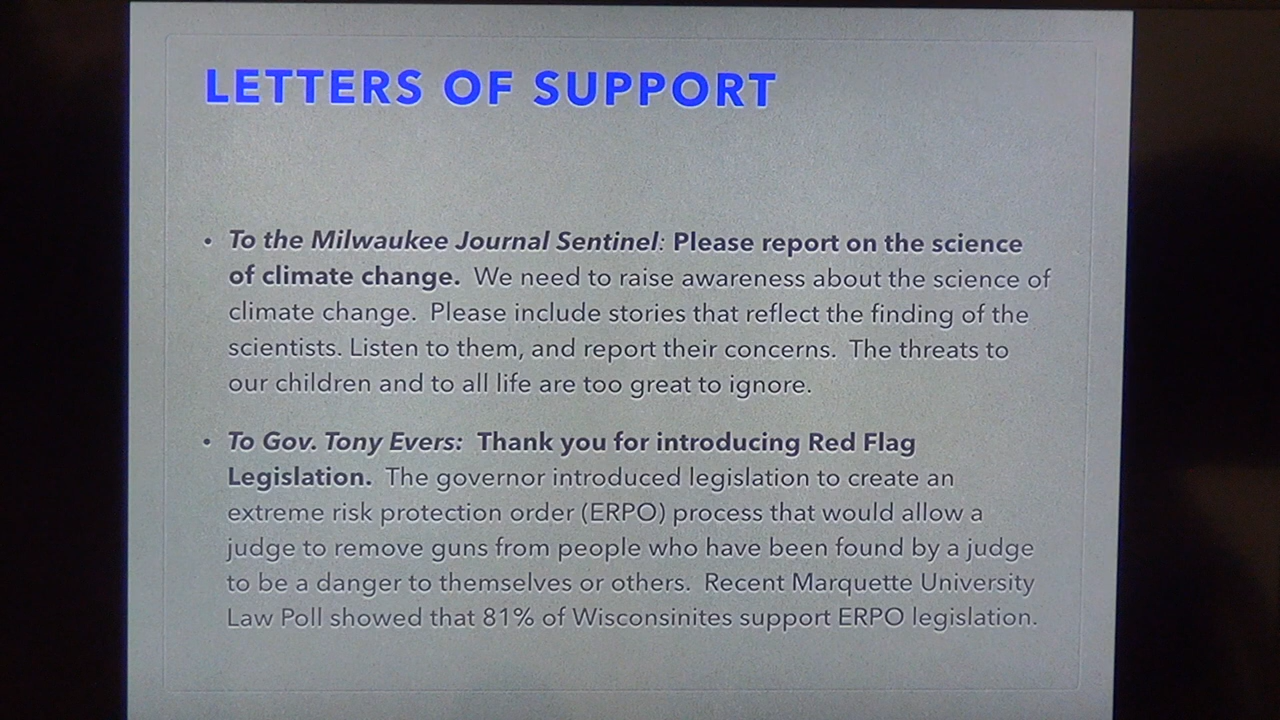 LETTERS OF SUPPORT
• To the Milwaukee Journal Sentinel: Please report on the science
of climate change. We need to raise awareness about the science of
climate change. Please include stories that reflect the finding of the
scientists. Listen to them, and report their concerns. The threats to
our children and to all life are too great to ignore.
• To Gov. Tony Evers: Thank you for introducing Red Flag
Legislation. The governor introduced legislation to create an
extreme risk protection order (ERPO) process that would allow a
judge to remove guns from people who have been found by a judge
to be a danger to themselves or others. Recent Marquette University
Law Poll showed that 81% of Wisconsinites support ERPO legislation.